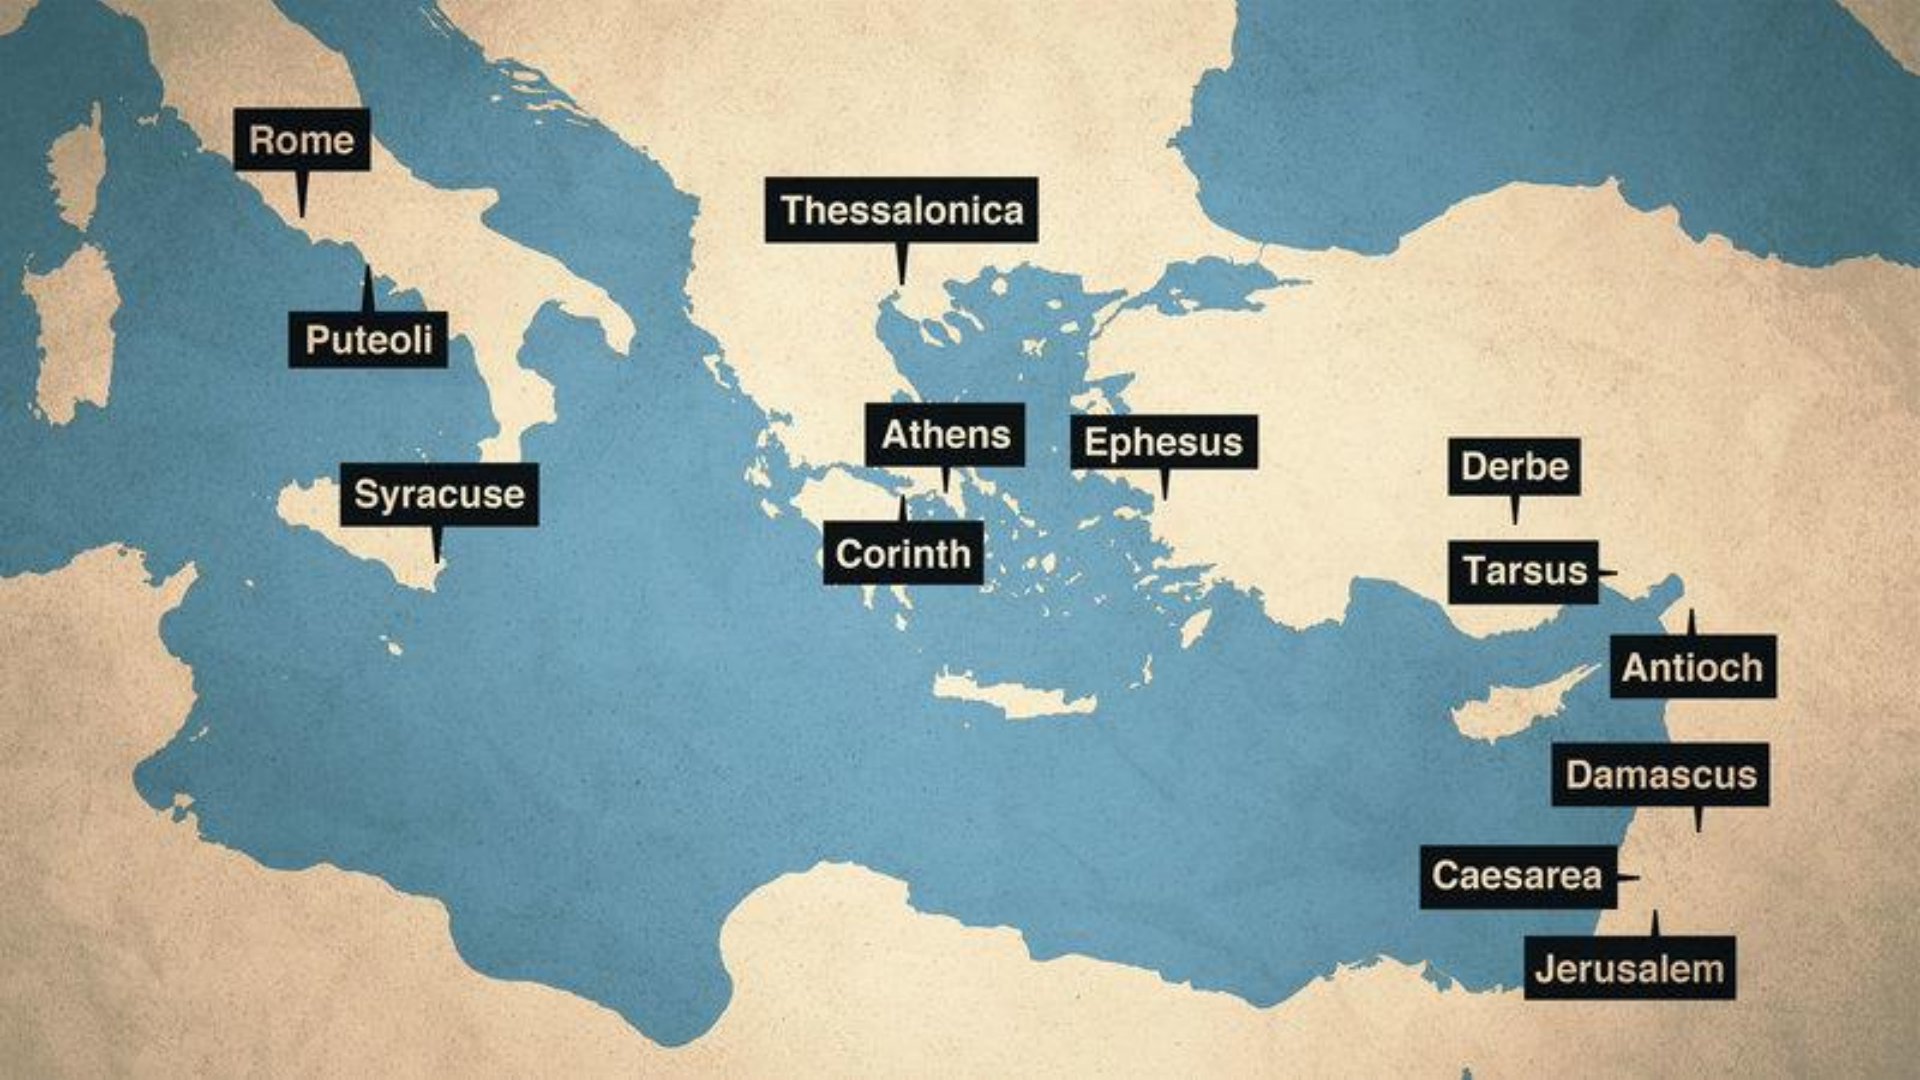 Rome
Thessalonica
Puteoli
Athens
Ephesus
Derbe
Syracuse
Corinth
Tarsus
Antioch
Damascus
Caesarea
Jerusalem